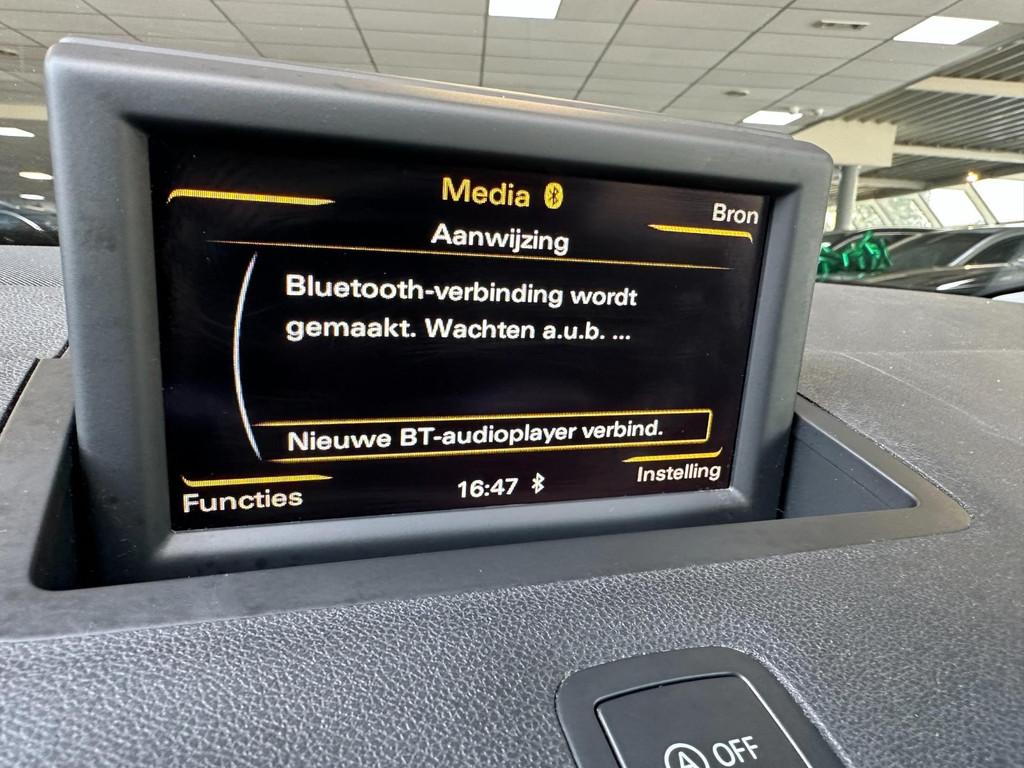 Media
Bron
Aanwijzing
Bluetooth-verbinding wordt
gemaakt. Wachten a.u.b. ...
Nieuwe BT-audioplayer verbind.
Functies
16:47
Instelling
A OFF